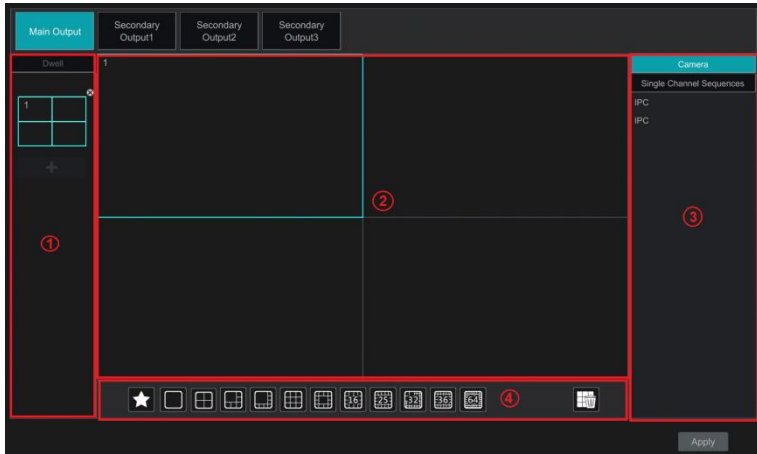 Main Output
Secondary
Output1
Secondary
Output2
Secondary
Output3
Dwell
1
1
Camera
Single Channel Sequences
IPC
IPC
①
②
③
16
25
32
36
64
④
Apply